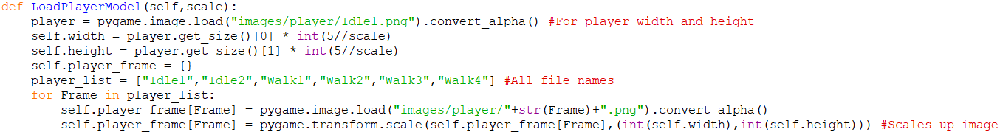 def LoadPlayerModel(self,scale):
    player = pygame.image.load("images/player/Idle1.png").convert_alpha() #For player width and height
    self.width = player.get_size()[0] * int(5//scale)
    self.height = player.get_size()[1] * int(5//scale)
    self.player_frame = {}
    player_list = ["Idle1","Idle2","Walk1","Walk2","Walk3","Walk4"] #All file names
    for Frame in player_list:
        self.player_frame[Frame] = pygame.image.load("images/player/"+str(Frame)+".png").convert_alpha()
        self.player_frame[Frame] = pygame.transform.scale(self.player_frame[Frame],(int(self.width),int(self.height))) #Scales up image